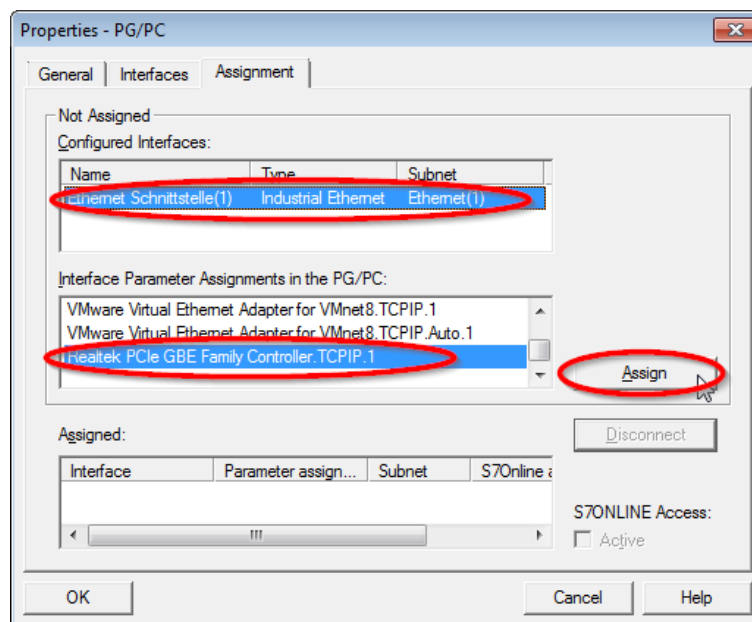 Properties - PG/PC
General Interfaces Assignment
Not Assigned
Configured Interfaces:
Name Type Subnet
Ethernet Schnittstelle(1) Industrial Ethernet Ethernet(1)
Interface Parameter Assignments in the PG/PC:
VMware Virtual Ethernet Adapter for VMnet8.TCPIP.1
VMware Virtual Ethernet Adapter for VMnet8.TCPIP.Auto.1
Realtek PCIe GBE Family Controller.TCPIP.1
Assign
Assigned:
Disconnect
Interface Parameter assign... Subnet S7Online a
S7ONLINE Access:
Active
OK Cancel Help